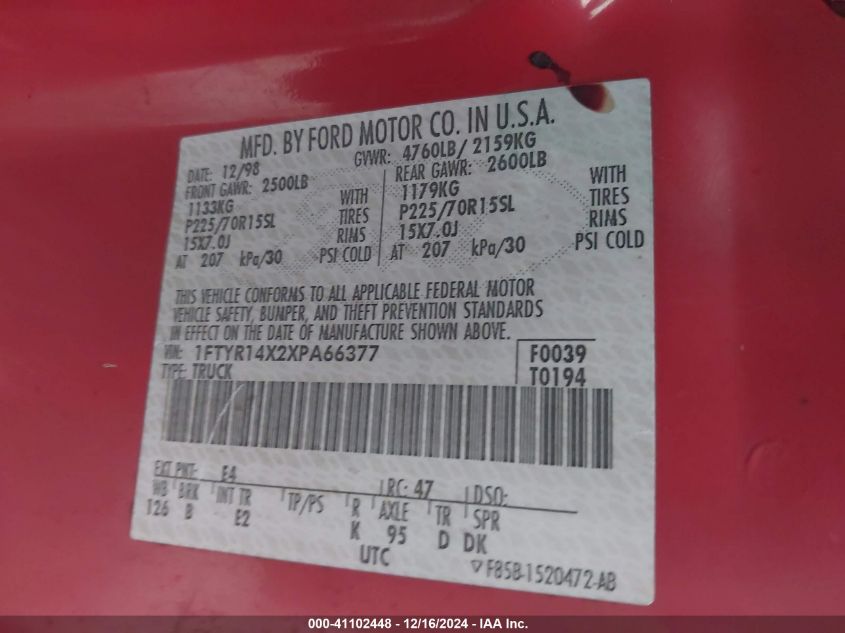 MFD. BY FORD MOTOR CO. IN U.S.A.
DATE: 12/98 GVWR: 4760LB/ 2159KG
FRONT GAWR: 2500LB REAR GAWR: 2600LB
1133KG WITH 1179KG WITH
P225/70R15SL TIRES P225/70R15SL TIRES
15X7.0J RIMS 15X7.0J RIMS
AT 207 kPa/30 PSI COLD AT 207 kPa/30 PSI COLD
THIS VEHICLE CONFORMS TO ALL APPLICABLE FEDERAL MOTOR
VEHICLE SAFETY, BUMPER, AND THEFT PREVENTION STANDARDS
IN EFFECT ON THE DATE OF MANUFACTURE SHOWN ABOVE.
VIN: 1FTYR14X2XPA66377 F0039
TYPE: TRUCK T0194
EXT PNT: E4 RC: 47 DSO:
WB BRK INT TR TP/PS R AXLE TR SPR
126 B E2 K 95 D DK
UTC
▽F85B-1520472-AB
000-41102448 - 12/16/2024 - IAA Inc.